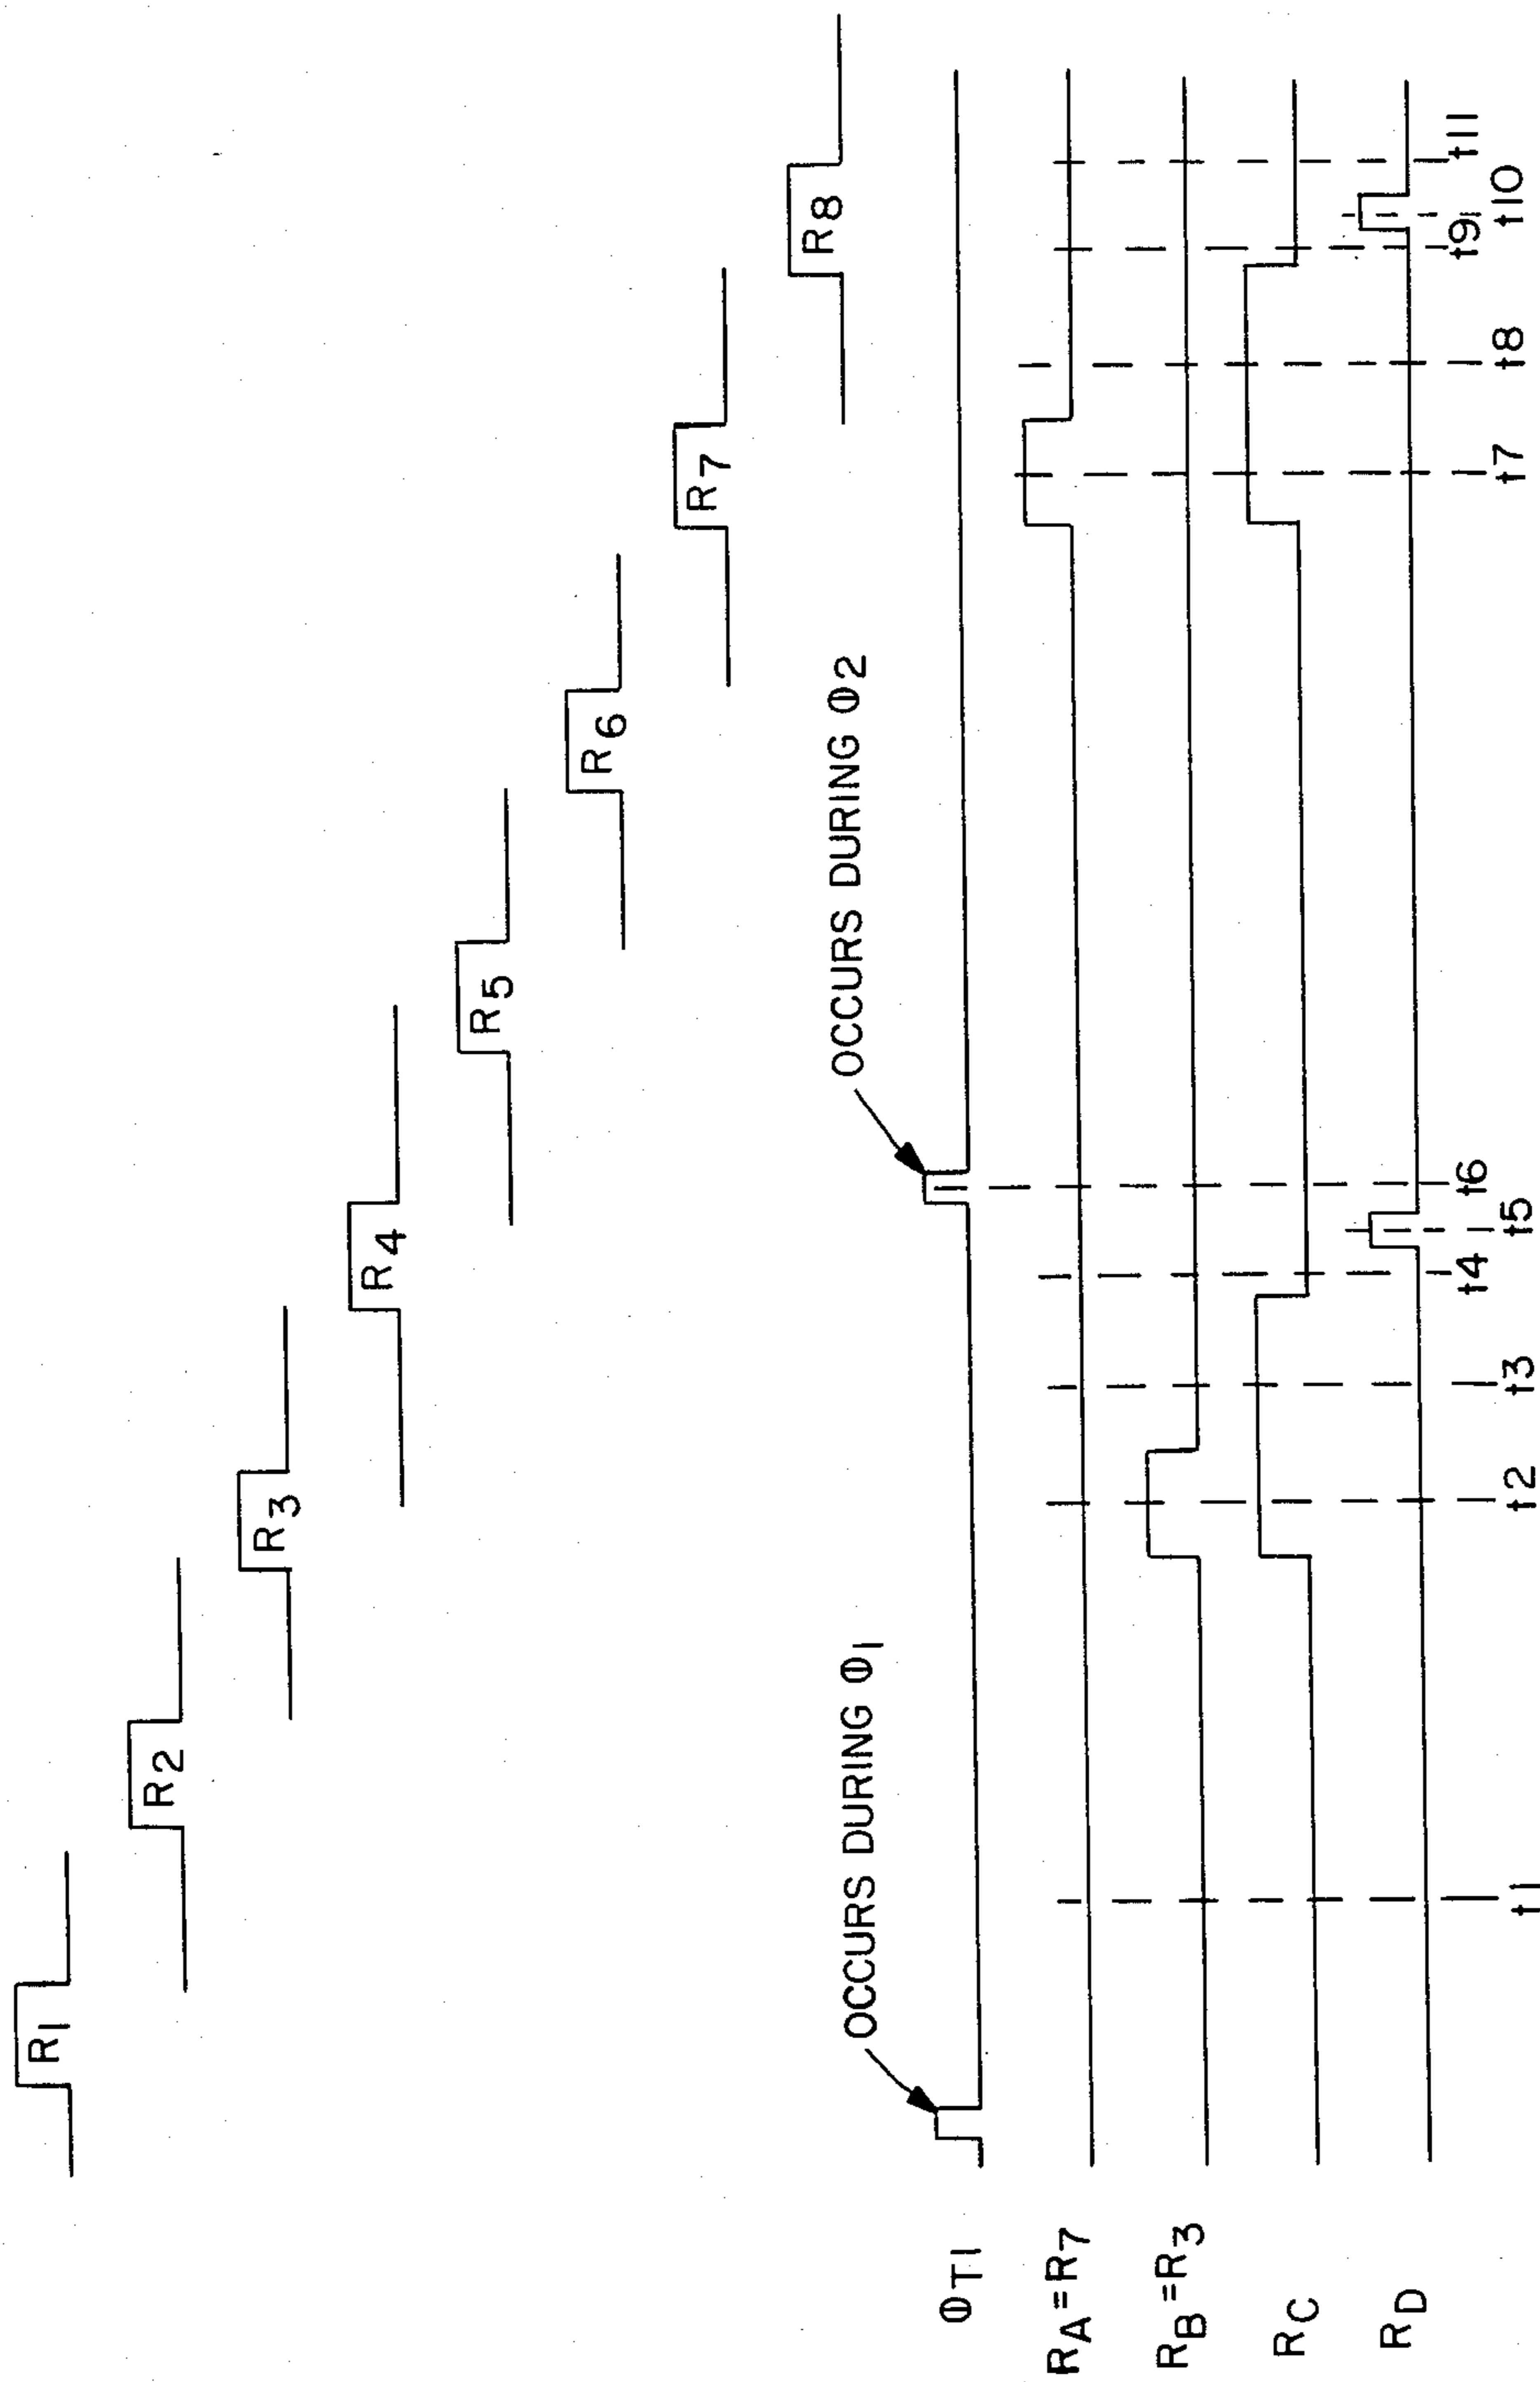 R1
R2
R3
R4
R5
R6
R7
R8
OCCURS DURING Φ1
OCCURS DURING Φ2
ΦT1
RA=R7
RB=R3
RC
RD
t1
t2
t3
t4
t5
t6
t7
t8
t9
t10
t11